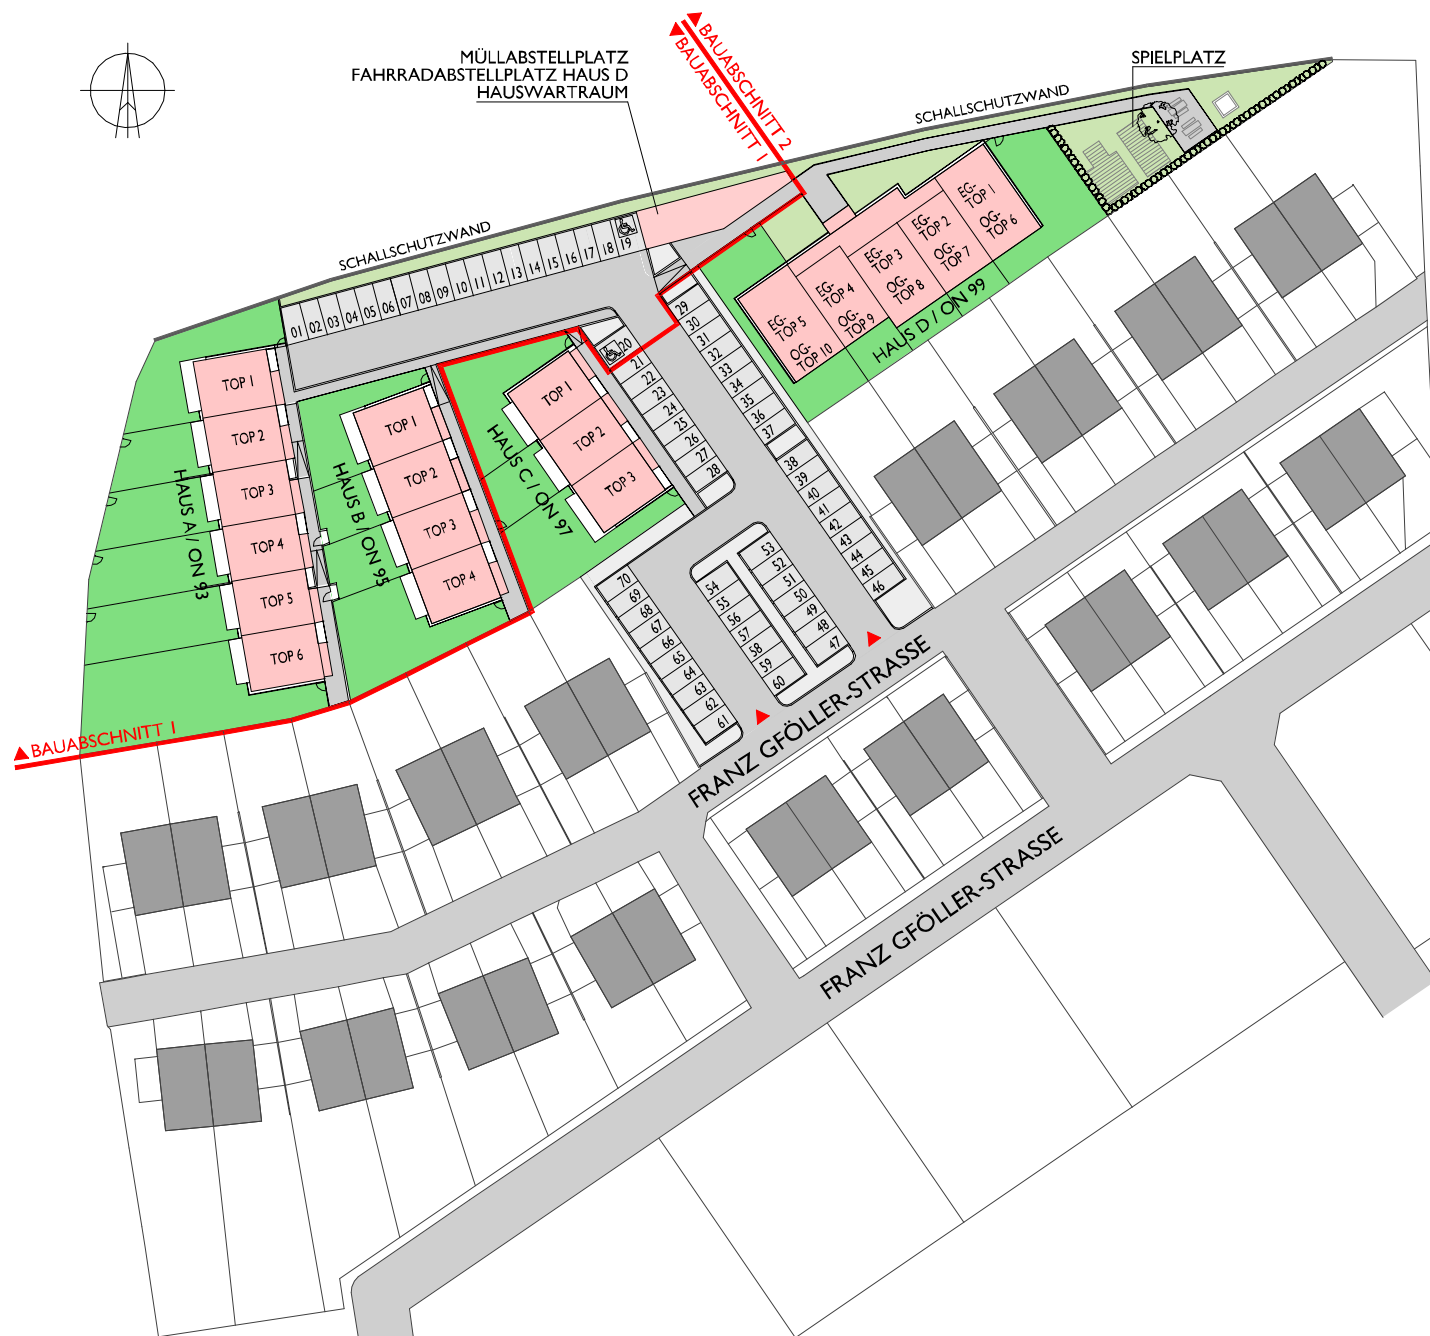 MÜLLABSTELLPLATZ
FAHRRADABSTELLPLATZ HAUS D
HAUSWARTRAUM
BAUABSCHNITT 2
BAUABSCHNITT 1
SPIELPLATZ
SCHALLSCHUTZWAND
SCHALLSCHUTZWAND
01 02 03 04 05 06 07 08 09 10 11 12 13 14 15 16 17 18 19
20
21
22
23
24
25
26
27
28
29
30
31
32
33
34
35
36
37
38
39
40
41
42
43
44
45
46
EG-
TOP 1
OG-
TOP 6
EG-
TOP 2
OG-
TOP 7
EG-
TOP 3
OG-
TOP 8
EG-
TOP 4
OG-
TOP 9
EG-
TOP 5
OG-
TOP 10
HAUS D / ON 99
TOP 1
TOP 2
TOP 3
TOP 4
TOP 5
TOP 6
HAUS A / ON 93
TOP 1
TOP 2
TOP 3
TOP 4
HAUS B / ON 95
TOP 1
TOP 2
TOP 3
HAUS C / ON 97
53
52
51
50
49
48
47
54
55
56
57
58
59
60
70
69
68
67
66
65
64
63
62
61
BAUABSCHNITT 1
FRANZ GFÖLLER-STRASSE
FRANZ GFÖLLER-STRASSE